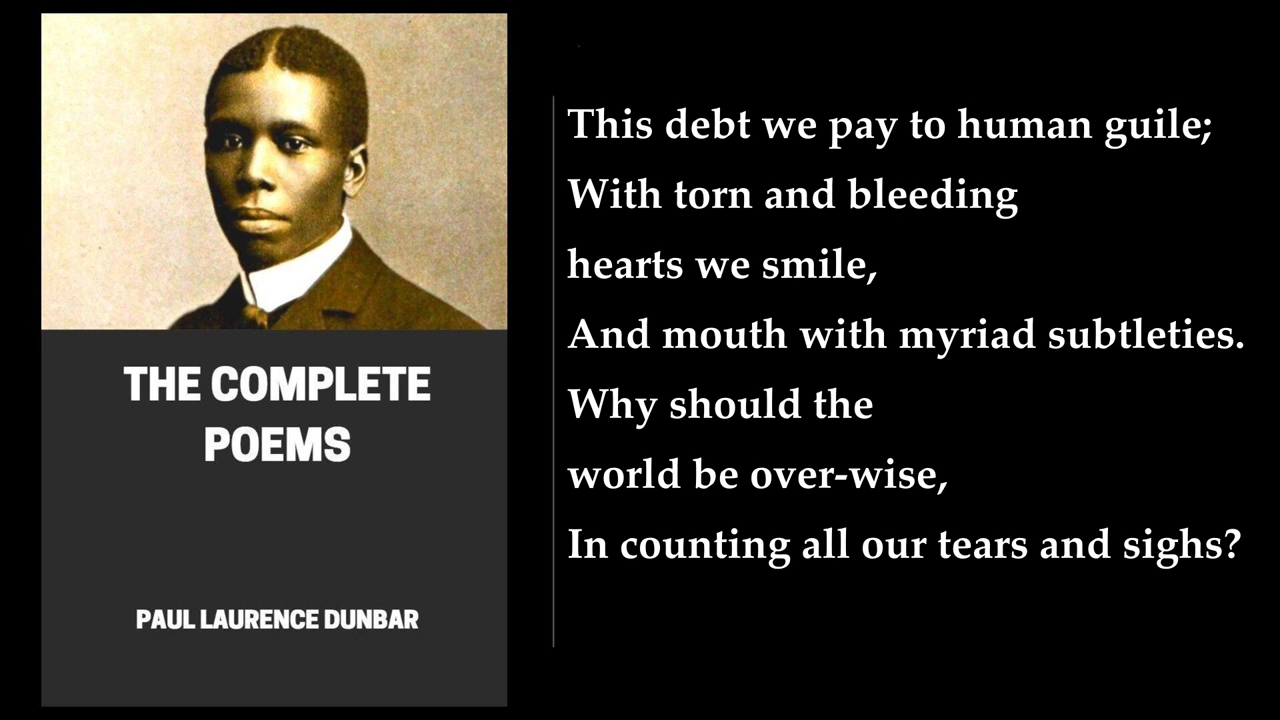 THE COMPLETE
POEMS
PAUL LAURENCE DUNBAR
This debt we pay to human guile;
With torn and bleeding
hearts we smile,
And mouth with myriad subtleties.
Why should the
world be over-wise,
In counting all our tears and sighs?